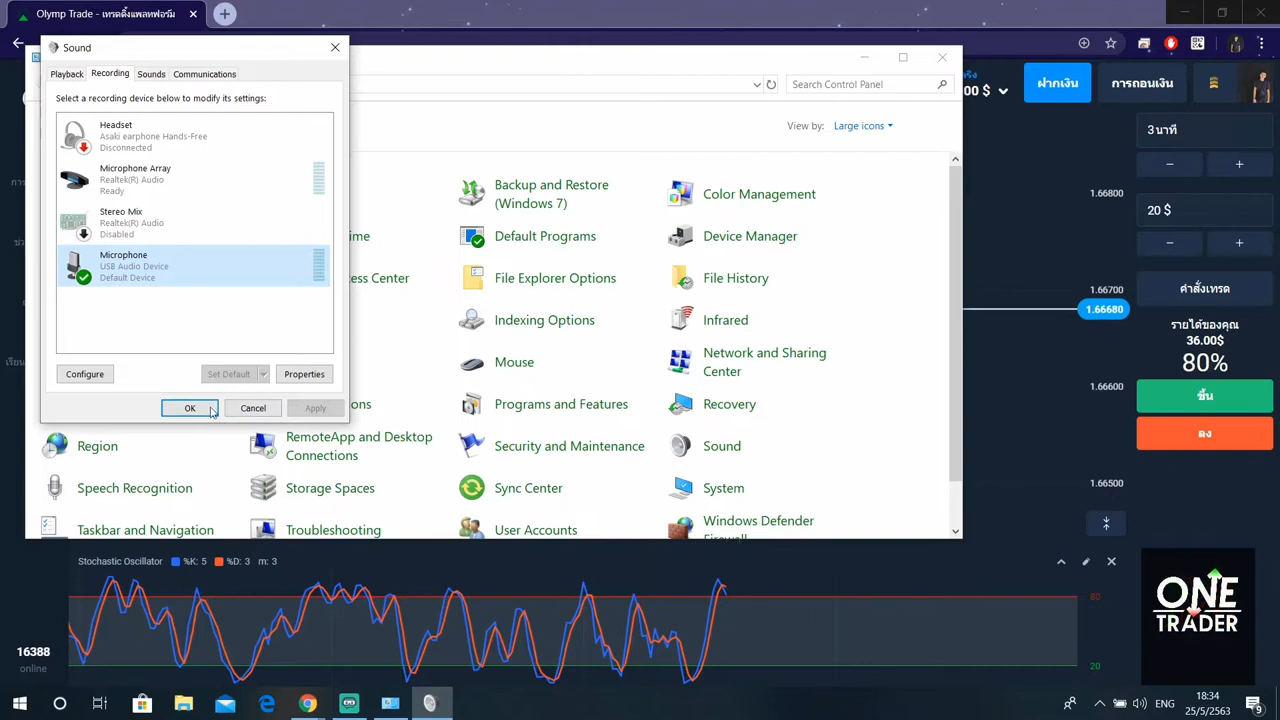 Olymp Trade - เทรดดิ้งแพลทฟอร์ม
Sound
Playback
Recording
Sounds
Communications
Select a recording device below to modify its settings:
Headset
Asaki earphone Hands-Free
Disconnected
Microphone Array
Realtek(R) Audio
Ready
Stereo Mix
Realtek(R) Audio
Disabled
Microphone
USB Audio Device
Default Device
Configure
Set Default
Properties
OK
Cancel
Apply
Search Control Panel
View by:
Large icons
Backup and Restore
(Windows 7)
Color Management
Default Programs
Device Manager
File Explorer Options
File History
Indexing Options
Infrared
Mouse
Network and Sharing
Center
Programs and Features
Recovery
Region
RemoteApp and Desktop
Connections
Security and Maintenance
Sound
Speech Recognition
Storage Spaces
Sync Center
System
Taskbar and Navigation
Troubleshooting
User Accounts
Windows Defender
00 $
ฝากเงิน
การถอนเงิน
3 นาที
−
+
20 $
−
+
คำสั่งเทรด
รายได้ของคุณ
36.00$
80%
ขึ้น
ลง
1.66800
1.66700
1.66680
1.66600
1.66500
Stochastic Oscillator
%K: 5
%D: 3
m: 3
80
20
16388
online
ONE
TRADER
18:34
25/5/2563
9